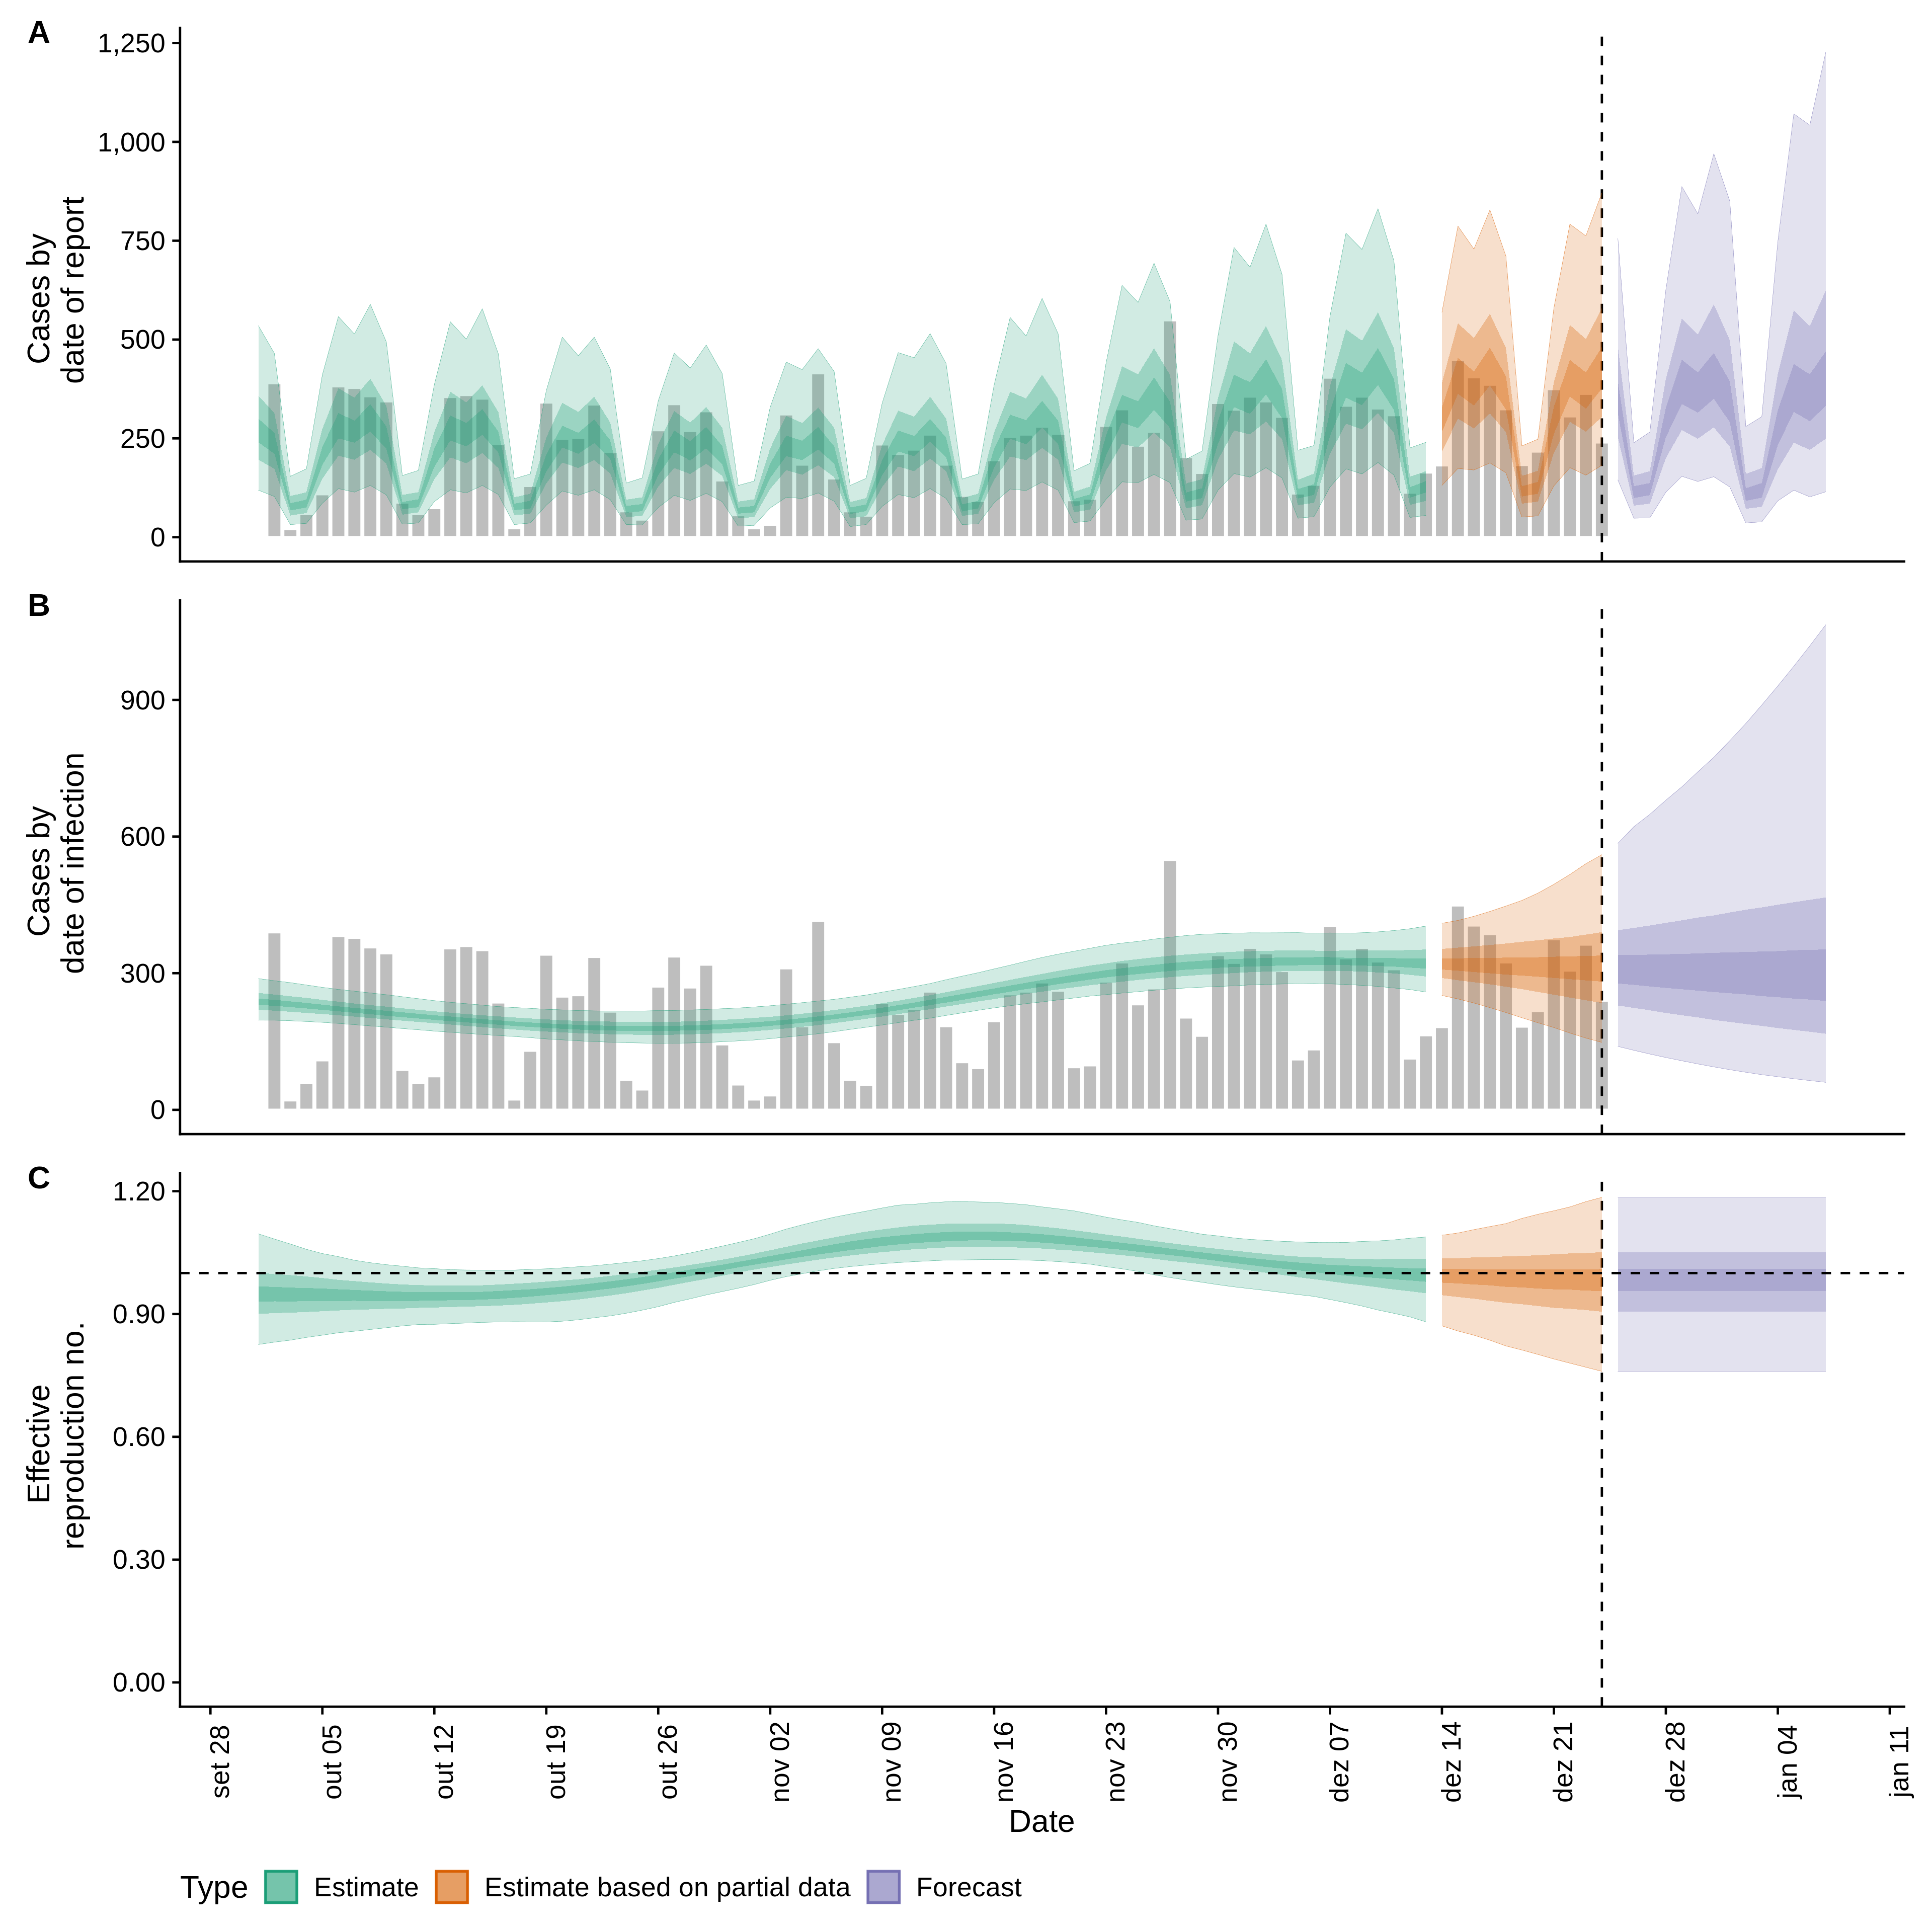 A
1,250
1,000
750
500
250
0
Cases by
date of report
B
900
600
300
0
Cases by
date of infection
C
1.20
0.90
0.60
0.30
0.00
Effective
reproduction no.
set 28
out 05
out 12
out 19
out 26
nov 02
nov 09
nov 16
nov 23
nov 30
dez 07
dez 14
dez 21
dez 28
jan 04
jan 11
Date
Type
Estimate
Estimate based on partial data
Forecast